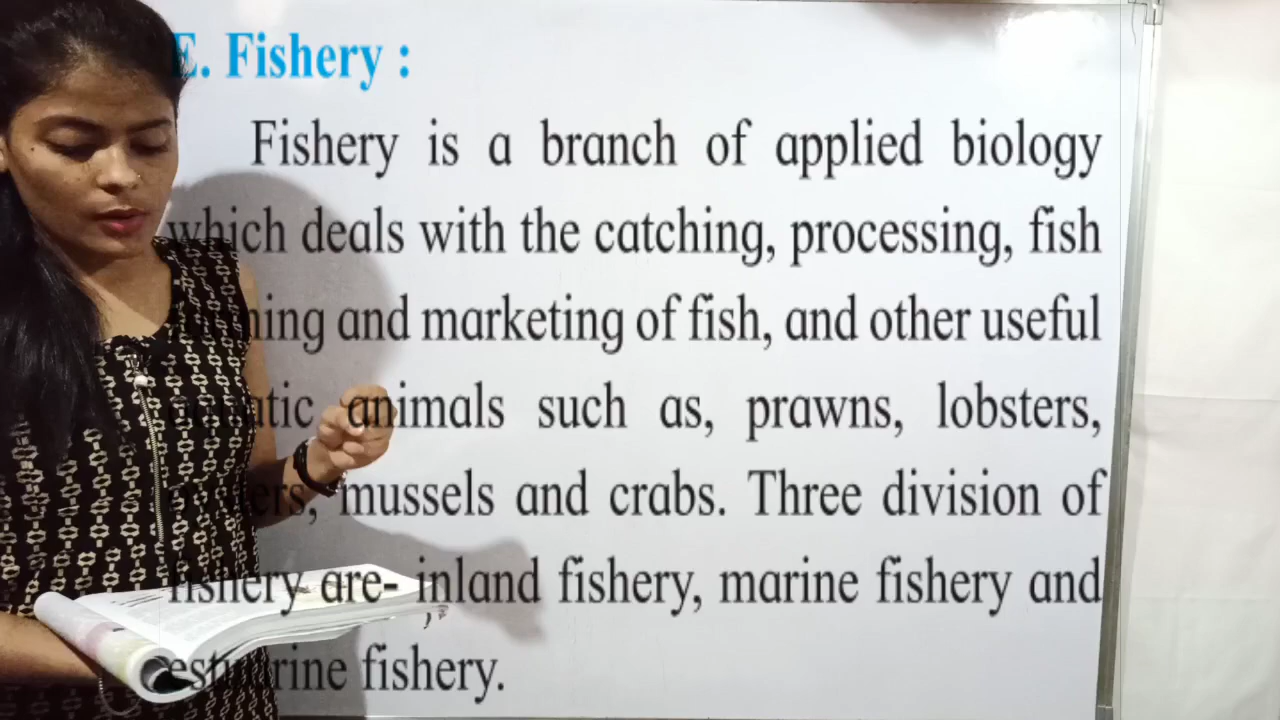 E. Fishery :
Fishery is a branch of applied biology
which deals with the catching, processing, fish
and marketing of fish, and other useful
aquatic animals such as, prawns, lobsters,
oysters, mussels and crabs. Three division of
fishery are- inland fishery, marine fishery and
fishery.